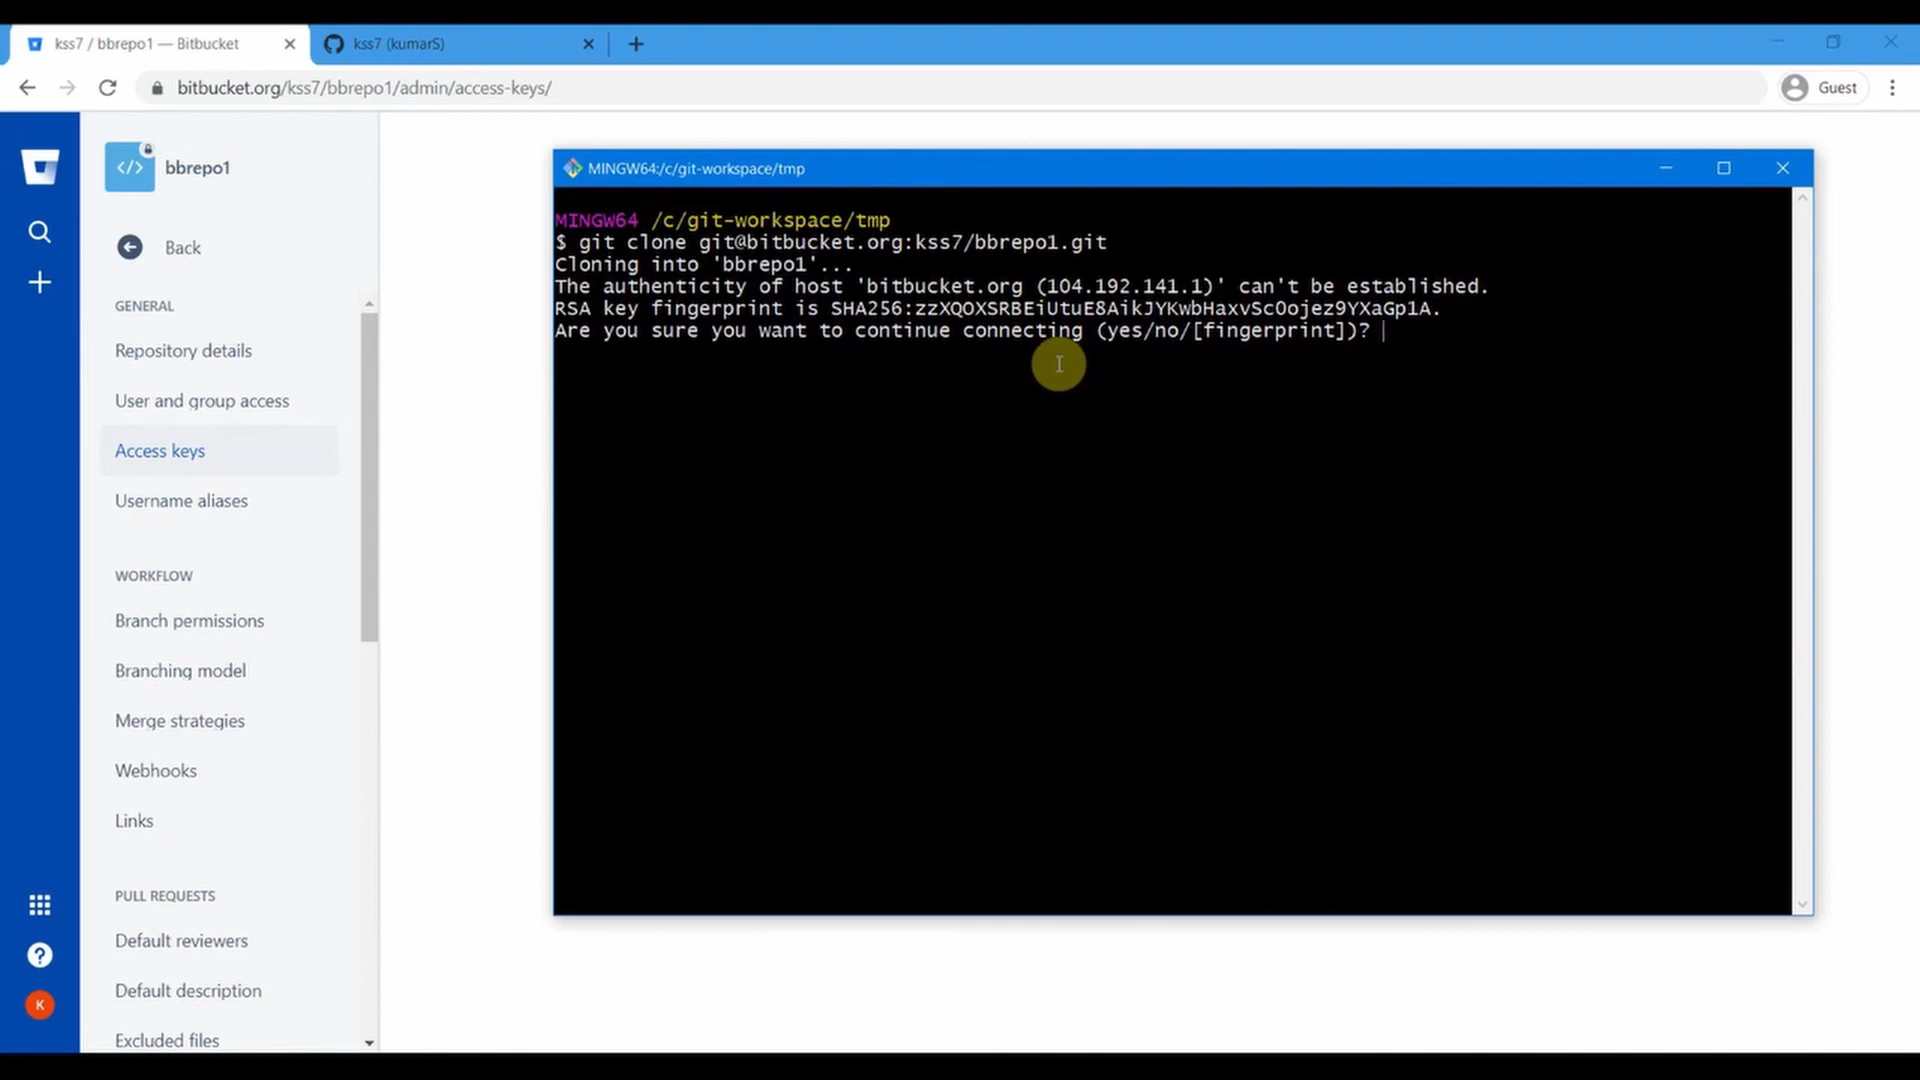 kss7 / bbrepo1 — Bitbucket
kss7 (kumarS)
bitbucket.org/kss7/bbrepo1/admin/access-keys/
Guest
</> bbrepo1
Back
GENERAL
Repository details
User and group access
Access keys
Username aliases
WORKFLOW
Branch permissions
Branching model
Merge strategies
Webhooks
Links
PULL REQUESTS
Default reviewers
Default description
Excluded files
K
MINGW64:/c/git-workspace/tmp
MINGW64 /c/git-workspace/tmp
$ git clone git@bitbucket.org:kss7/bbrepo1.git
Cloning into 'bbrepo1'...
The authenticity of host 'bitbucket.org (104.192.141.1)' can't be established.
RSA key fingerprint is SHA256:zzXQOXSRBEiUtuE8AikJYKwbHaxvSc0ojez9YXaGp1A.
Are you sure you want to continue connecting (yes/no/[fingerprint])?